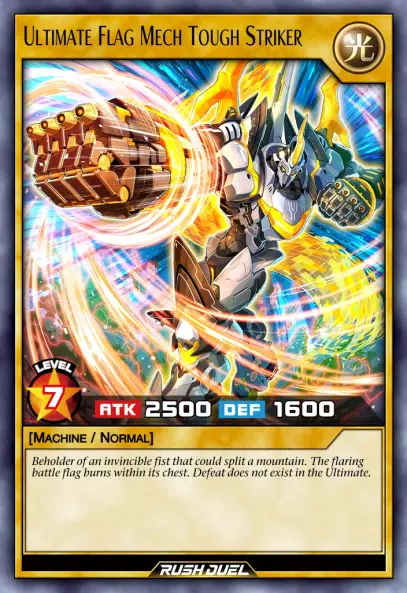 Ultimate Flag Mech Tough Striker
光
LEVEL
7
ATK 2500 DEF 1600
[Machine / Normal]
Beholder of an invincible fist that could split a mountain. The flaring
battle flag burns within its chest. Defeat does not exist in the Ultimate.
RUSH DUEL